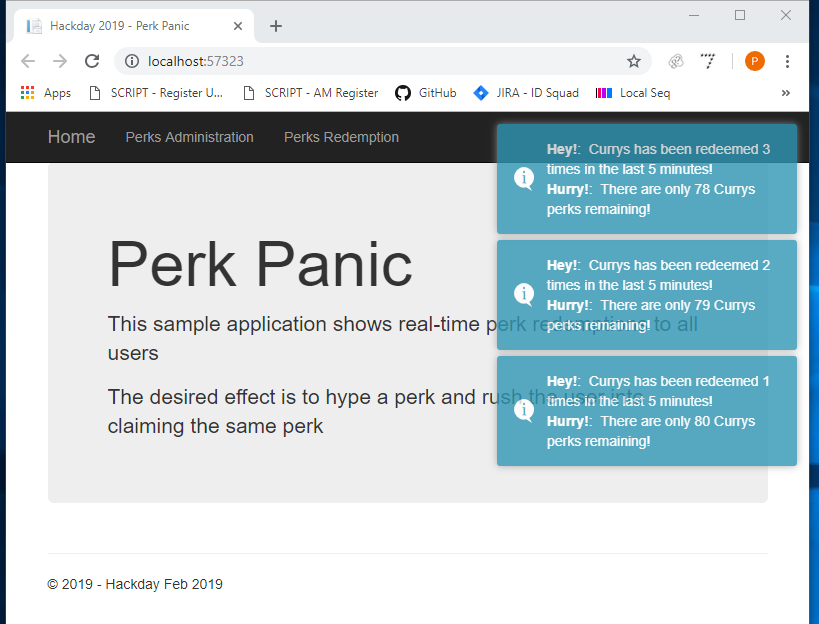 Hackday 2019 - Perk Panic
localhost:57323
P
Apps
SCRIPT - Register U...
SCRIPT - AM Register
GitHub
JIRA - ID Squad
Local Seq
»
Home
Perks Administration
Perks Redemption
Hey!: Currys has been redeemed 3
times in the last 5 minutes!
Hurry!: There are only 78 Currys
perks remaining!
Hey!: Currys has been redeemed 2
times in the last 5 minutes!
Hurry!: There are only 79 Currys
perks remaining!
Hey!: Currys has been redeemed 1
times in the last 5 minutes!
Hurry!: There are only 80 Currys
perks remaining!
Perk Panic
This sample application shows real-time perk redemptions to all
users
The desired effect is to hype a perk and rush the user into
claiming the same perk
© 2019 - Hackday Feb 2019